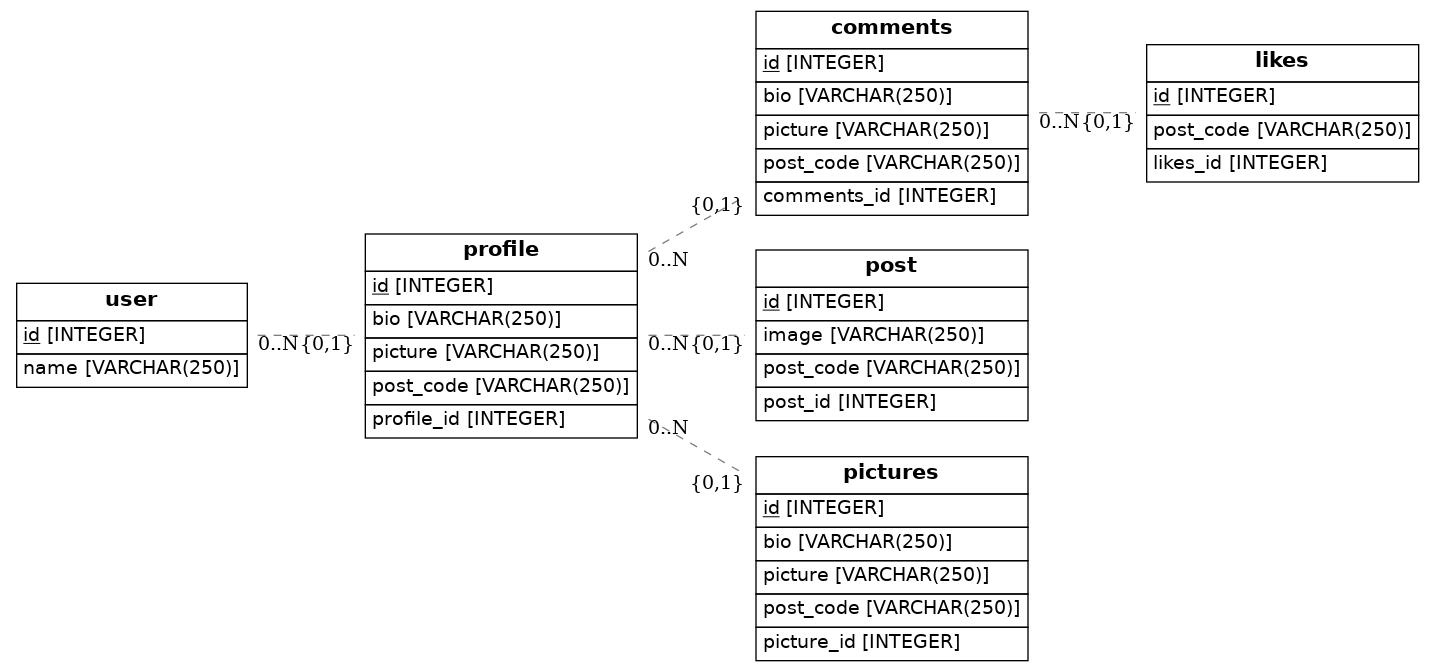 user
id [INTEGER]
name [VARCHAR(250)]
0..N{0,1}
profile
id [INTEGER]
bio [VARCHAR(250)]
picture [VARCHAR(250)]
post_code [VARCHAR(250)]
profile_id [INTEGER]
{0,1}
0..N
0..N{0,1}
0..N
{0,1}
comments
id [INTEGER]
bio [VARCHAR(250)]
picture [VARCHAR(250)]
post_code [VARCHAR(250)]
comments_id [INTEGER]
post
id [INTEGER]
image [VARCHAR(250)]
post_code [VARCHAR(250)]
post_id [INTEGER]
pictures
id [INTEGER]
bio [VARCHAR(250)]
picture [VARCHAR(250)]
post_code [VARCHAR(250)]
picture_id [INTEGER]
0..N{0,1}
likes
id [INTEGER]
post_code [VARCHAR(250)]
likes_id [INTEGER]